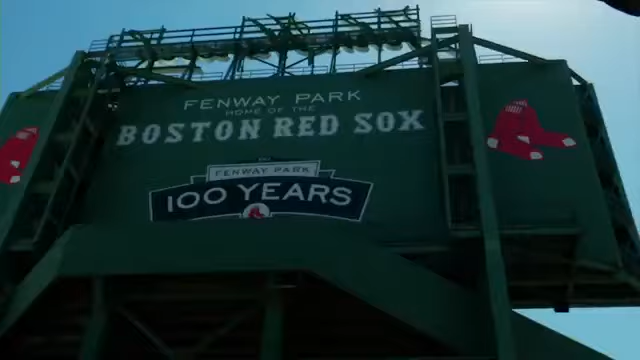 FENWAY PARK
HOME OF THE
BOSTON RED SOX
FENWAY PARK
100 YEARS